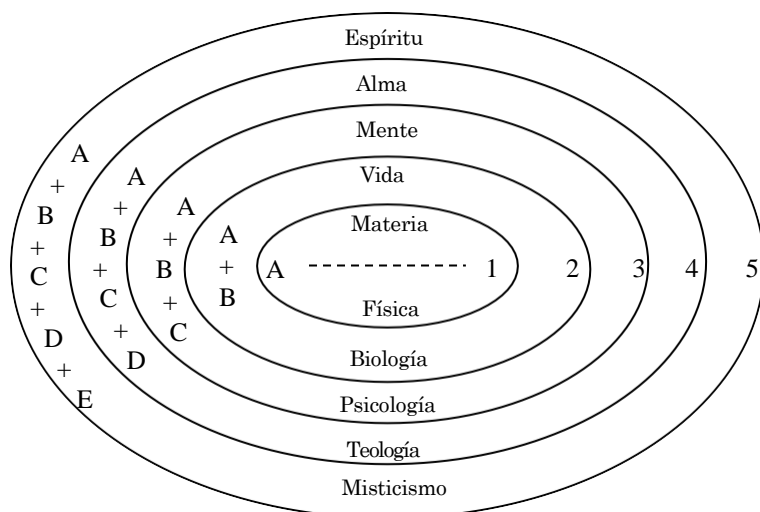 Espíritu
Alma
Mente
Vida
Materia
A
+
B
+
C
+
D
+
E
A
+
B
+
C
+
D
A
+
B
+
C
A
+
B
A
1
2
3
4
5
Física
Biología
Psicología
Teología
Misticismo